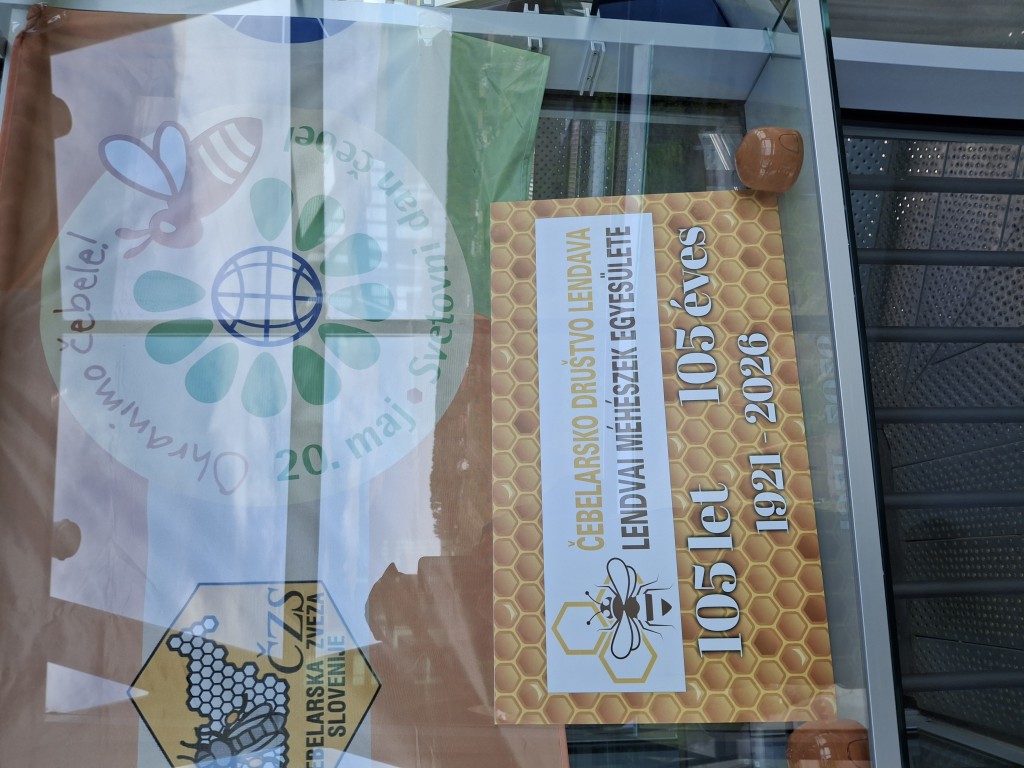 Ohranimo čebele!
20. maj • Svetovni dan čebel
ČZS
ČEBELARSKA ZVEZA
SLOVENIJE
ČEBELARSKO DRUŠTVO LENDAVA
LENDVAI MÉHÉSZEK EGYESÜLETE
105 let 105 éves
1921 - 2026